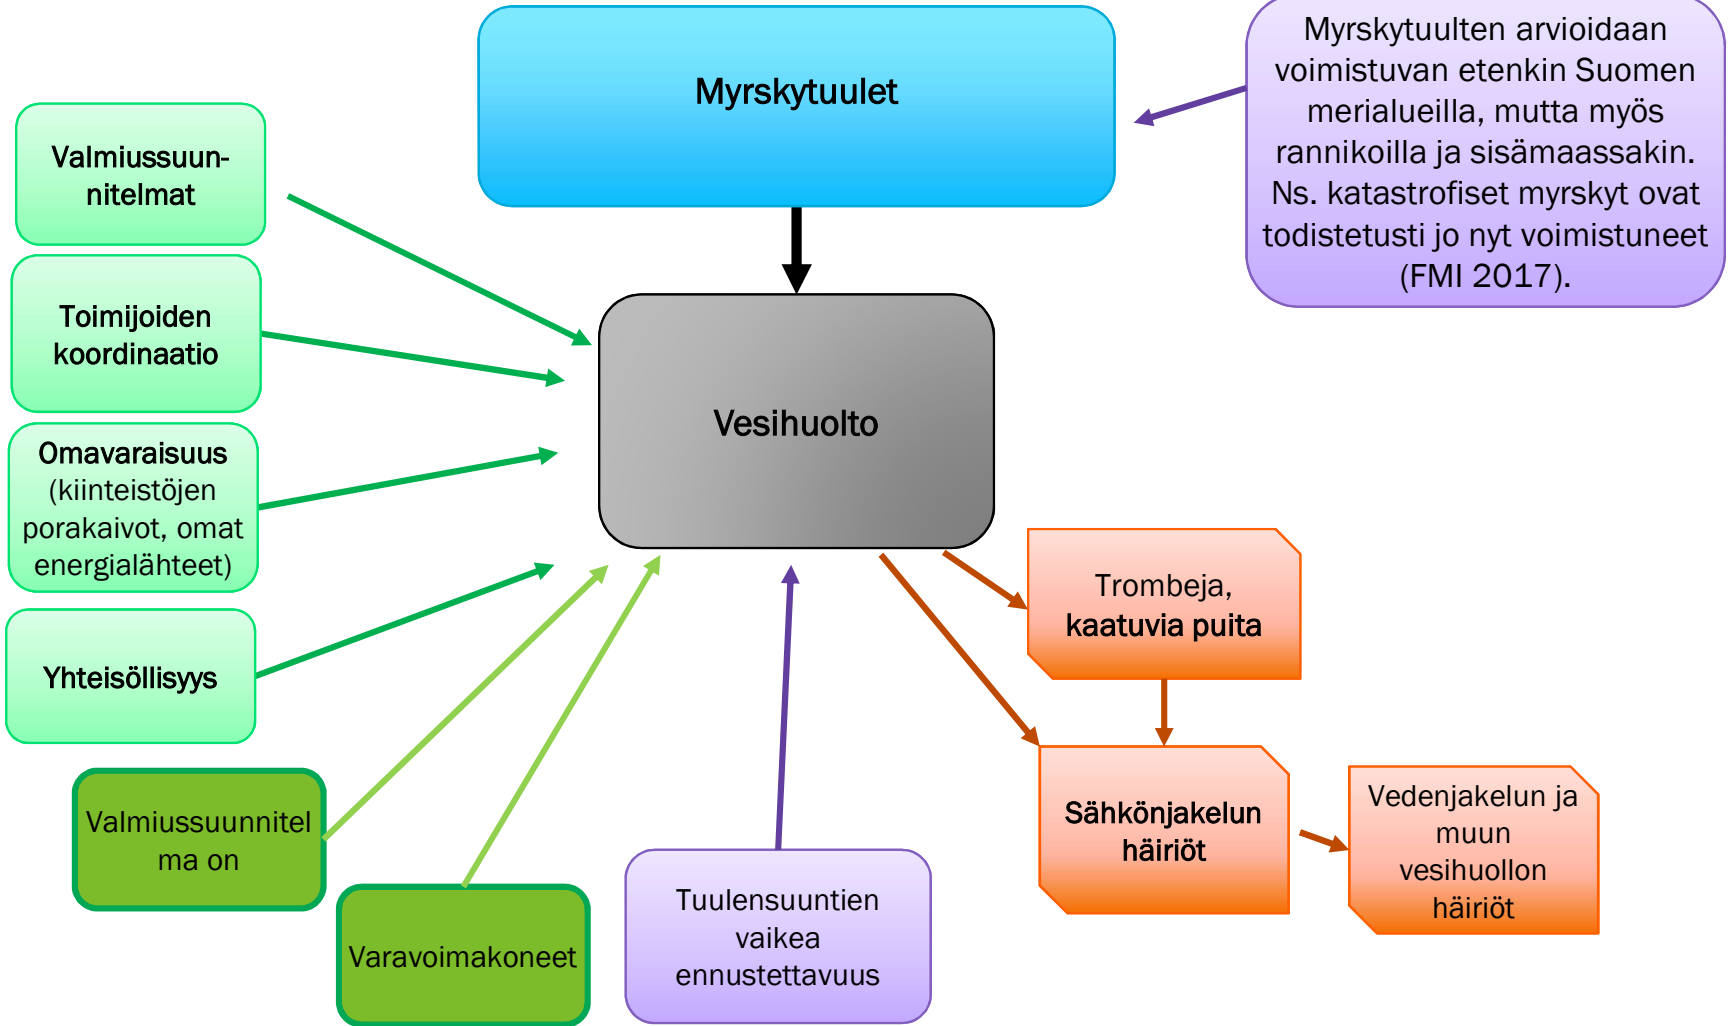 Myrskytuulet
Myrskytuulten arvioidaan
voimistuvan etenkin Suomen
merialueilla, mutta myös
rannikoilla ja sisämaassakin.
Ns. katastrofiset myrskyt ovat
todistetusti jo nyt voimistuneet
(FMI 2017).
Valmiussuun-
nitelmat
Toimijoiden
koordinaatio
Omavaraisuus
(kiinteistöjen
porakaivot, omat
energialähteet)
Yhteisöllisyys
Vesihuolto
Trombeja,
kaatuvia puita
Sähkönjakelun
häiriöt
Vedenjakelun ja
muun
vesihuollon
häiriöt
Valmiussuunnitel
ma on
Varavoimakoneet
Tuulensuuntien
vaikea
ennustettavuus